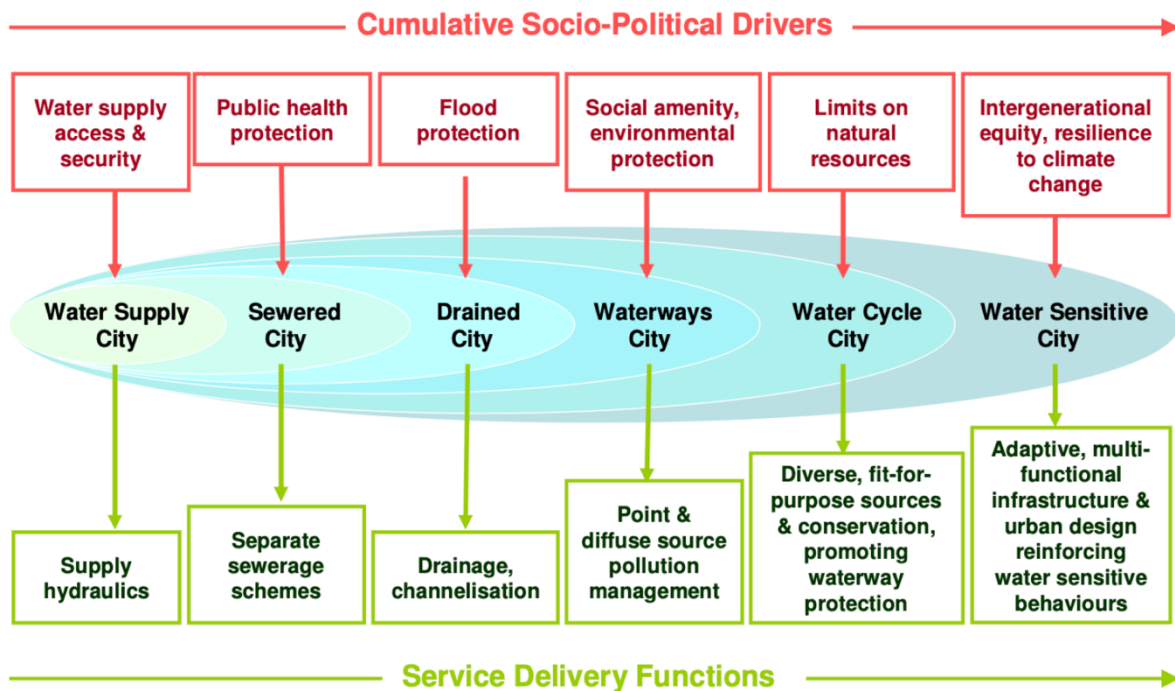 Cumulative Socio-Political Drivers
Water supply
access &
security
Public health
protection
Flood
protection
Social amenity,
environmental
protection
Limits on
natural
resources
Intergenerational
equity, resilience
to climate
change
Water Supply
City
Sewered
City
Drained
City
Waterways
City
Water Cycle
City
Water Sensitive
City
Supply
hydraulics
Separate
sewerage
schemes
Drainage,
channelisation
Point &
diffuse source
pollution
management
Diverse, fit-for-
purpose sources
& conservation,
promoting
waterway
protection
Adaptive, multi-
functional
infrastructure &
urban design
reinforcing
water sensitive
behaviours
Service Delivery Functions